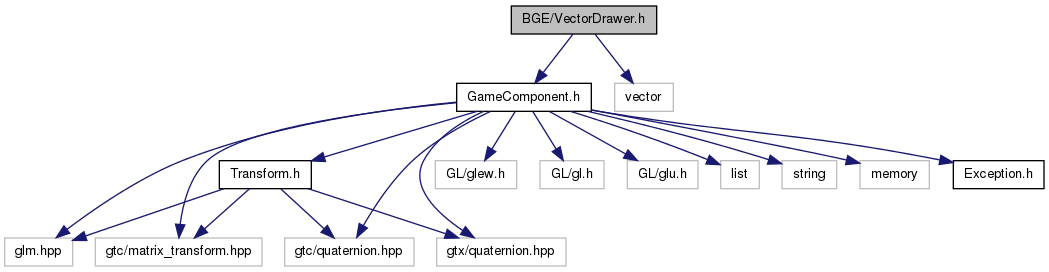 BGE/VectorDrawer.h
GameComponent.h
vector
Transform.h
GL/glew.h
GL/gl.h
GL/glu.h
list
string
memory
Exception.h
glm.hpp
gtc/matrix_transform.hpp
gtc/quaternion.hpp
gtx/quaternion.hpp